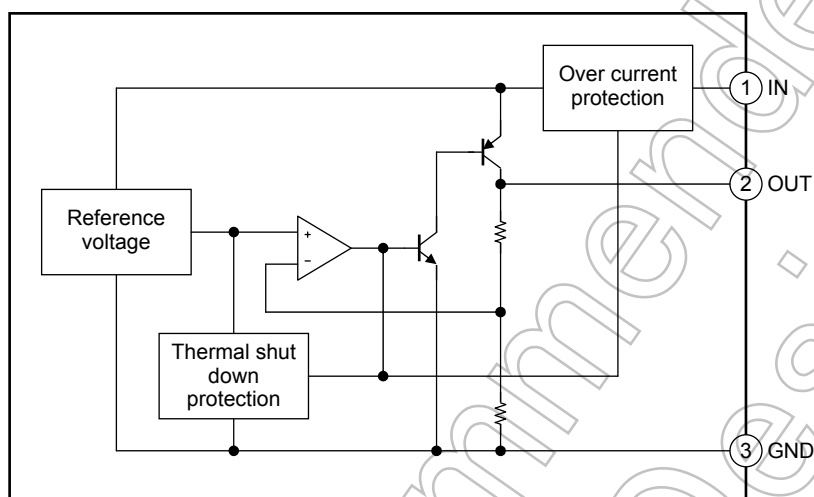 Over current
protection
1 IN
2 OUT
Reference
voltage
+
−
Thermal shut
down
protection
3 GND